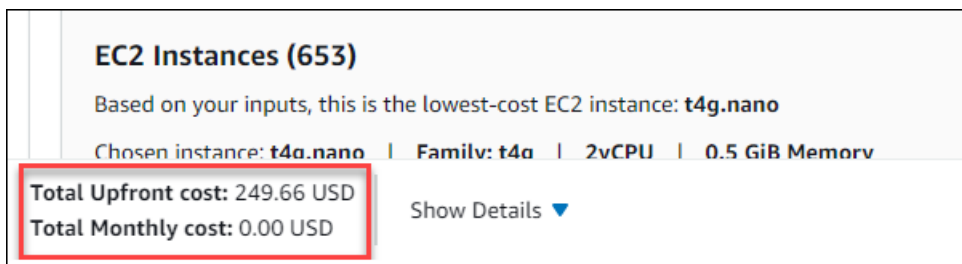 EC2 Instances (653)
Based on your inputs, this is the lowest-cost EC2 instance: t4g.nano
Chosen instance: t4g.nano | Family: t4g | 2vCPU | 0.5 GiB Memory
Total Upfront cost: 249.66 USD
Total Monthly cost: 0.00 USD
Show Details ▼